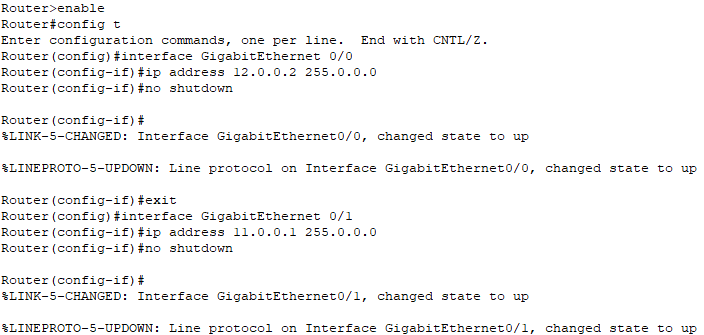 Router>enable
Router#config t
Enter configuration commands, one per line.  End with CNTL/Z.
Router(config)#interface GigabitEthernet 0/0
Router(config-if)#ip address 12.0.0.2 255.0.0.0
Router(config-if)#no shutdown

Router(config-if)#
%LINK-5-CHANGED: Interface GigabitEthernet0/0, changed state to up

%LINEPROTO-5-UPDOWN: Line protocol on Interface GigabitEthernet0/0, changed state to up

Router(config-if)#exit
Router(config)#interface GigabitEthernet 0/1
Router(config-if)#ip address 11.0.0.1 255.0.0.0
Router(config-if)#no shutdown

Router(config-if)#
%LINK-5-CHANGED: Interface GigabitEthernet0/1, changed state to up

%LINEPROTO-5-UPDOWN: Line protocol on Interface GigabitEthernet0/1, changed state to up